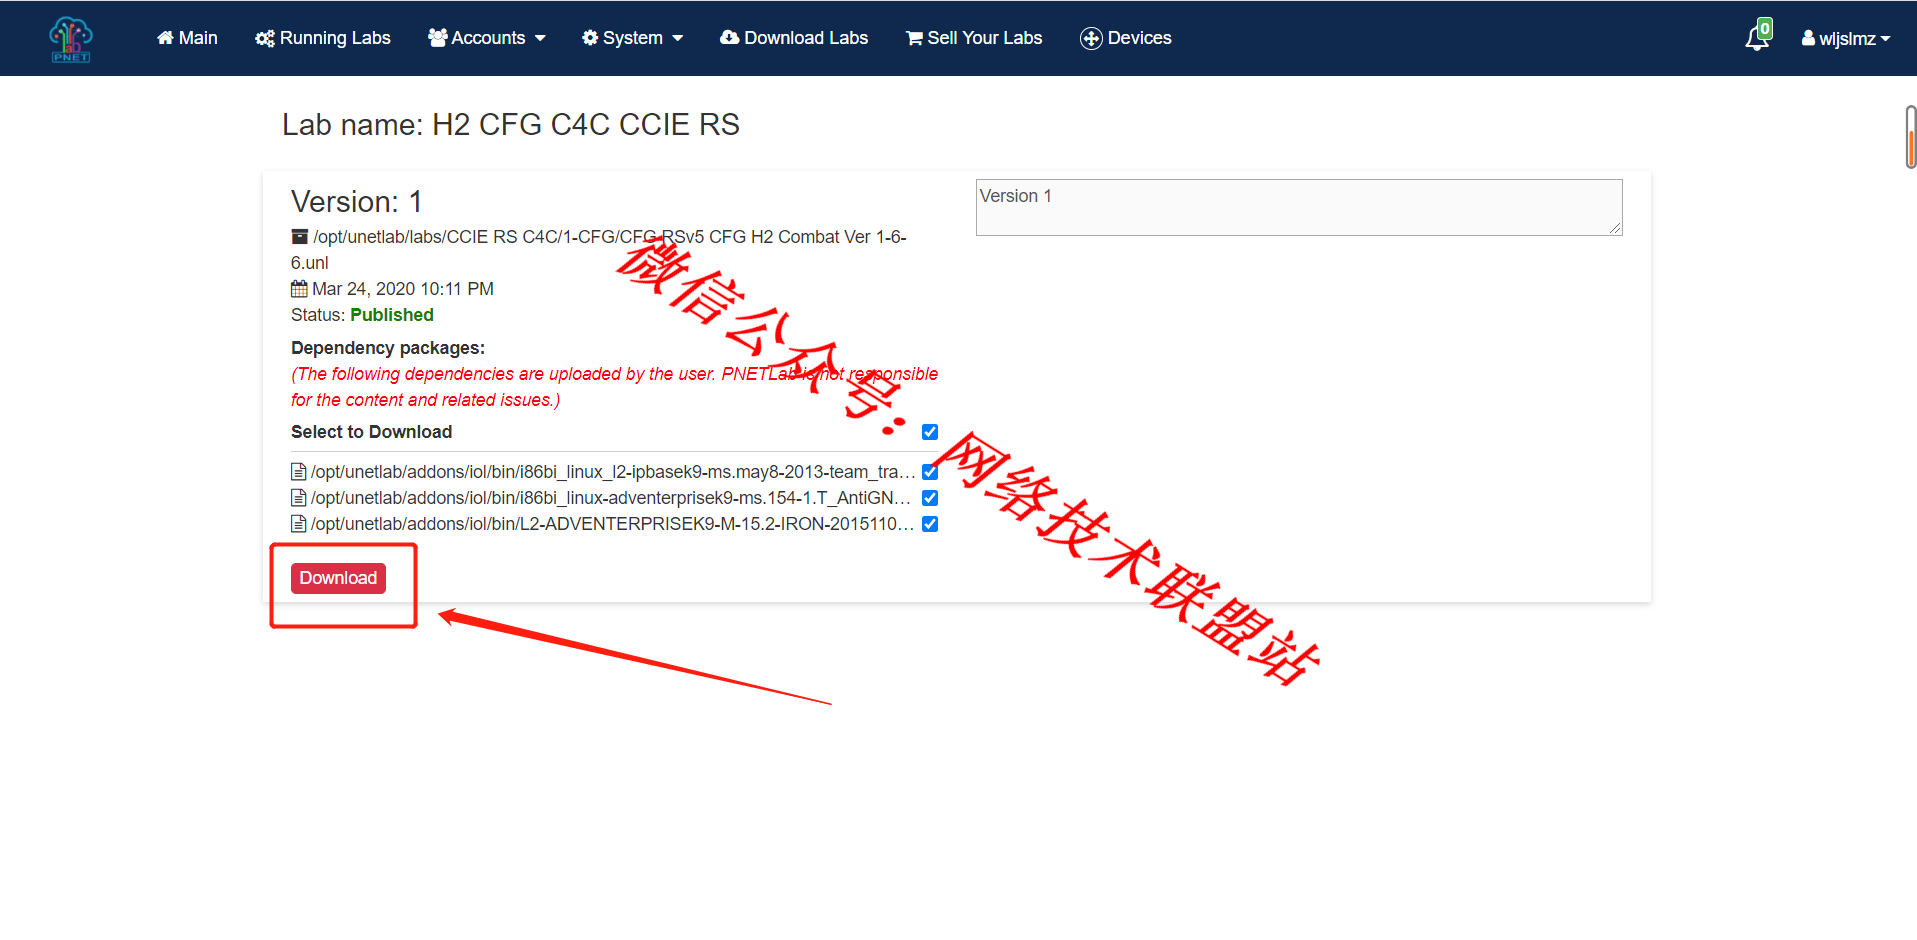 PNET
Main
Running Labs
Accounts
System
Download Labs
Sell Your Labs
Devices
0
wljslmz
Lab name: H2 CFG C4C CCIE RS
Version: 1
/opt/unetlab/labs/CCIE RS C4C/1-CFG/CFG RSv5 CFG H2 Combat Ver 1-6-
6.unl
Mar 24, 2020 10:11 PM
Status: Published
Dependency packages:
(The following dependencies are uploaded by the user. PNETLab is not responsible
for the content and related issues.)
Select to Download
/opt/unetlab/addons/iol/bin/i86bi_linux_l2-ipbasek9-ms.may8-2013-team_tra...
/opt/unetlab/addons/iol/bin/i86bi_linux-adventerprisek9-ms.154-1.T_AntiGN...
/opt/unetlab/addons/iol/bin/L2-ADVENTERPRISEK9-M-15.2-IRON-2015110...
Download
Version 1
微信公众号：网络技术联盟站